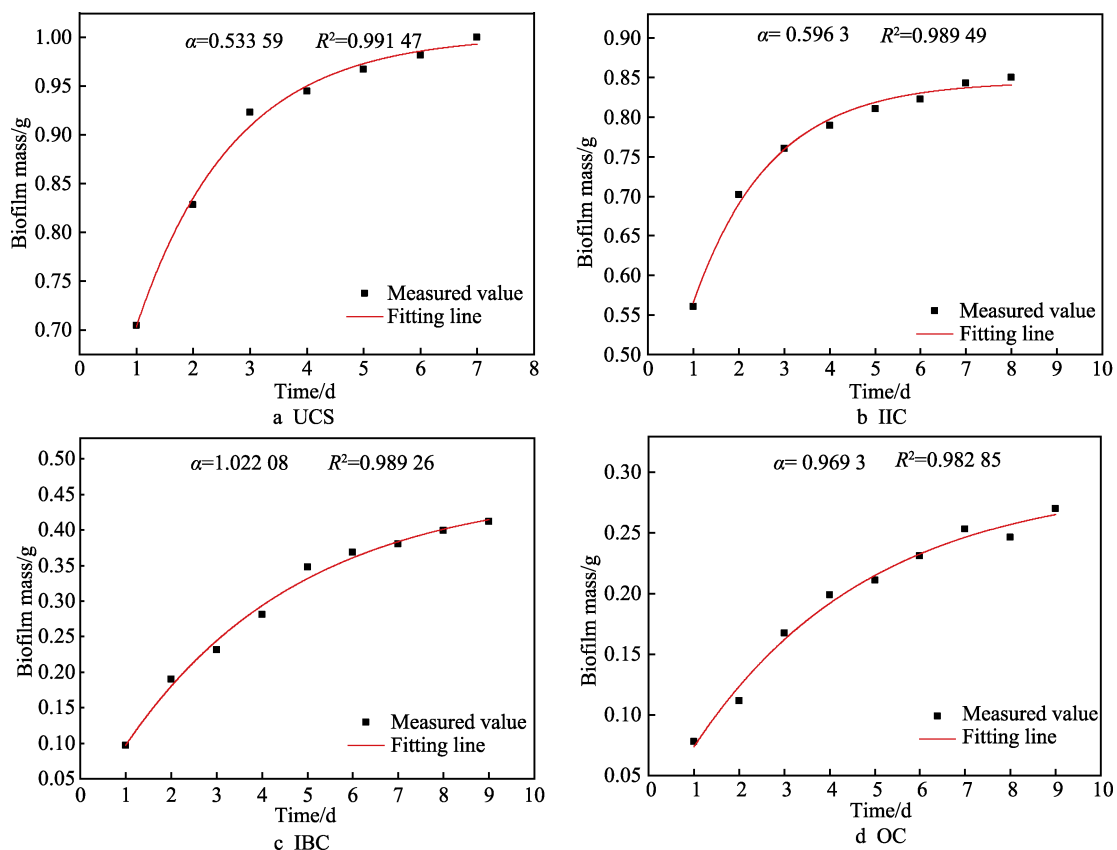 α=0.533 59 R²=0.991 47
1.00
0.95
0.90
0.85
0.80
0.75
0.70
Biofilm mass/g
Measured value
Fitting line
0 1 2 3 4 5 6 7 8
Time/d
a UCS
α= 0.596 3 R²=0.989 49
0.90
0.85
0.80
0.75
0.70
0.65
0.60
0.55
0.50
Biofilm mass/g
Measured value
Fitting line
0 1 2 3 4 5 6 7 8 9 10
Time/d
b IIC
α=1.022 08 R²=0.989 26
0.50
0.45
0.40
0.35
0.30
0.25
0.20
0.15
0.10
0.05
Biofilm mass/g
Measured value
Fitting line
0 1 2 3 4 5 6 7 8 9 10
Time/d
c IBC
α= 0.969 3 R²=0.982 85
0.30
0.25
0.20
0.15
0.10
0.05
Biofilm mass/g
Measured value
Fitting line
0 1 2 3 4 5 6 7 8 9 10
Time/d
d OC